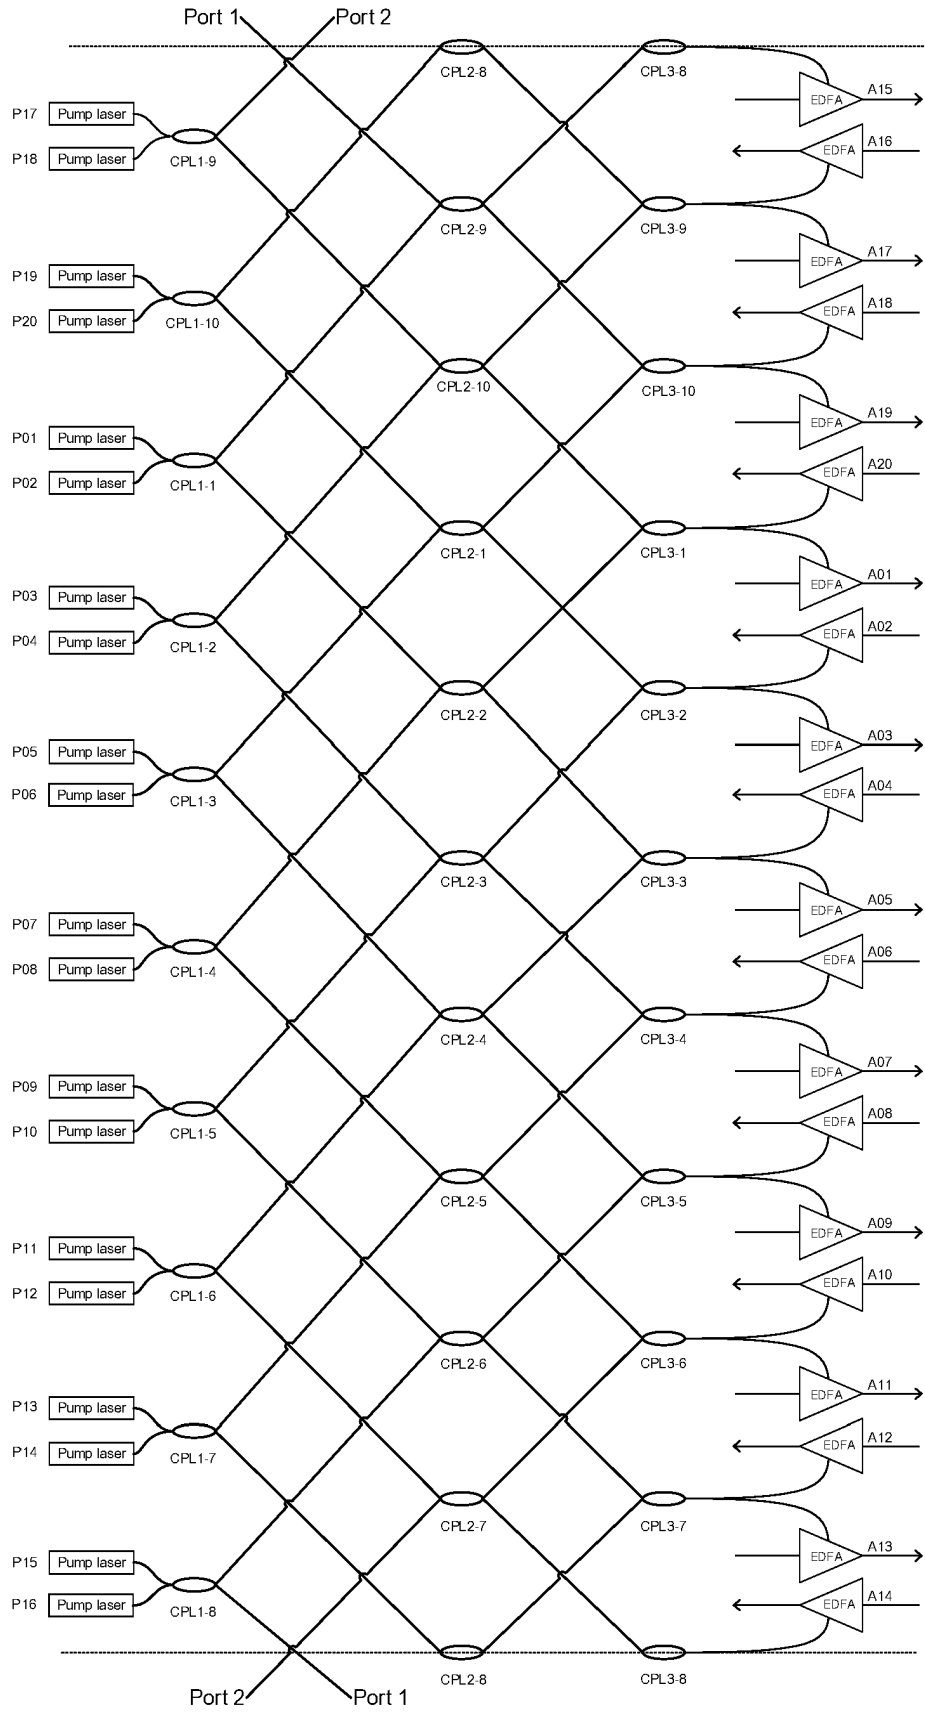 Port 1
Port 2
CPL2-8
CPL3-8
A15
EDFA
P17
Pump laser
A16
EDFA
P18
Pump laser
CPL1-9
CPL2-9
CPL3-9
A17
EDFA
P19
Pump laser
A18
EDFA
P20
Pump laser
CPL1-10
CPL2-10
CPL3-10
A19
EDFA
P01
Pump laser
A20
EDFA
P02
Pump laser
CPL1-1
CPL2-1
CPL3-1
A01
EDFA
P03
Pump laser
A02
EDFA
P04
Pump laser
CPL1-2
CPL2-2
CPL3-2
A03
EDFA
P05
Pump laser
A04
EDFA
P06
Pump laser
CPL1-3
CPL2-3
CPL3-3
A05
EDFA
P07
Pump laser
A06
EDFA
P08
Pump laser
CPL1-4
CPL2-4
CPL3-4
A07
EDFA
P09
Pump laser
A08
EDFA
P10
Pump laser
CPL1-5
CPL2-5
CPL3-5
A09
EDFA
P11
Pump laser
A10
EDFA
P12
Pump laser
CPL1-6
CPL2-6
CPL3-6
A11
EDFA
P13
Pump laser
A12
EDFA
P14
Pump laser
CPL1-7
CPL2-7
CPL3-7
A13
EDFA
P15
Pump laser
A14
EDFA
P16
Pump laser
CPL1-8
CPL2-8
CPL3-8
Port 2
Port 1